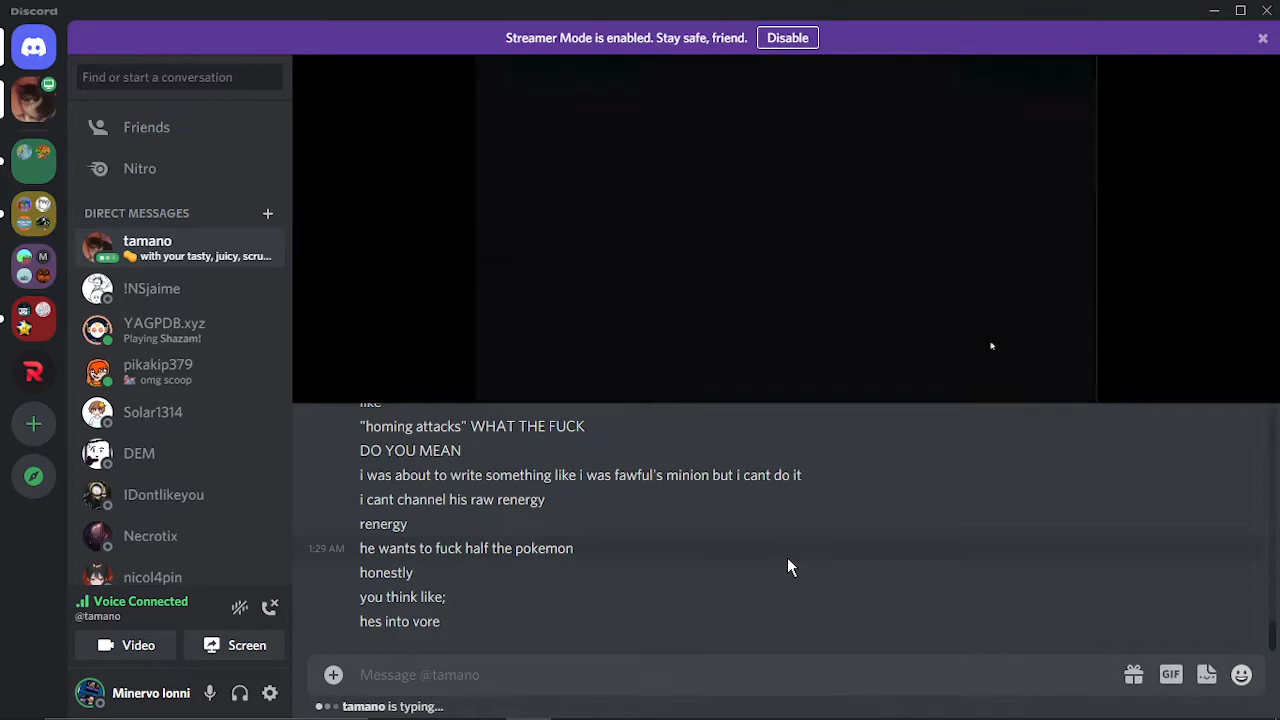 Discord
Streamer Mode is enabled. Stay safe, friend.
Disable
Find or start a conversation
Friends
Nitro
DIRECT MESSAGES
tamano
with your tasty, juicy, scru...
!NSjaime
YAGPDB.xyz
Playing Shazam!
pikakip379
omg scoop
Solar1314
DEM
IDontlikeyou
Necrotix
nicol4pin
Voice Connected
@tamano
Video
Screen
Minervo Ionni
like
"homing attacks" WHAT THE FUCK
DO YOU MEAN
i was about to write something like i was fawful's minion but i cant do it
i cant channel his raw renergy
renergy
1:29 AM
he wants to fuck half the pokemon
honestly
you think like;
hes into vore
Message @tamano
GIF
tamano is typing...